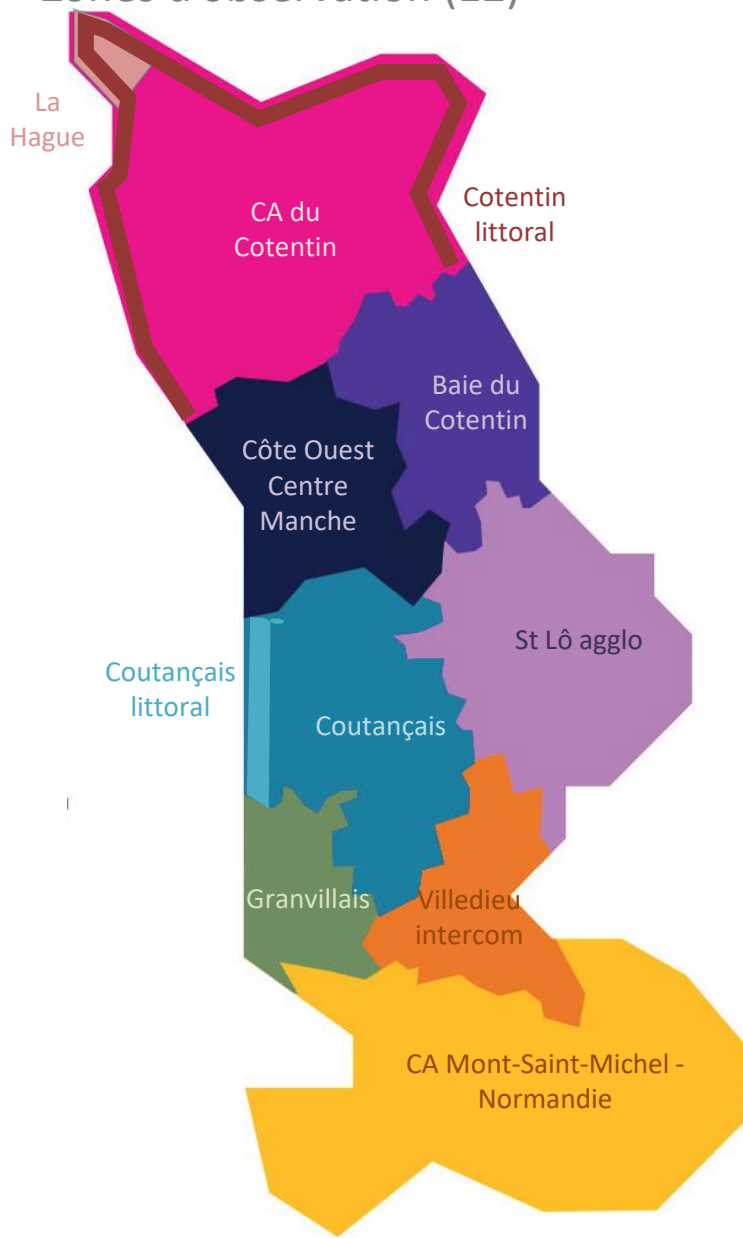 La
Hague
CA du
Cotentin
Cotentin
littoral
Baie du
Cotentin
Côte Ouest
Centre
Manche
St Lô agglo
Coutançais
littoral
Coutançais
Granvillais
Villedieu
intercom
CA Mont-Saint-Michel -
Normandie